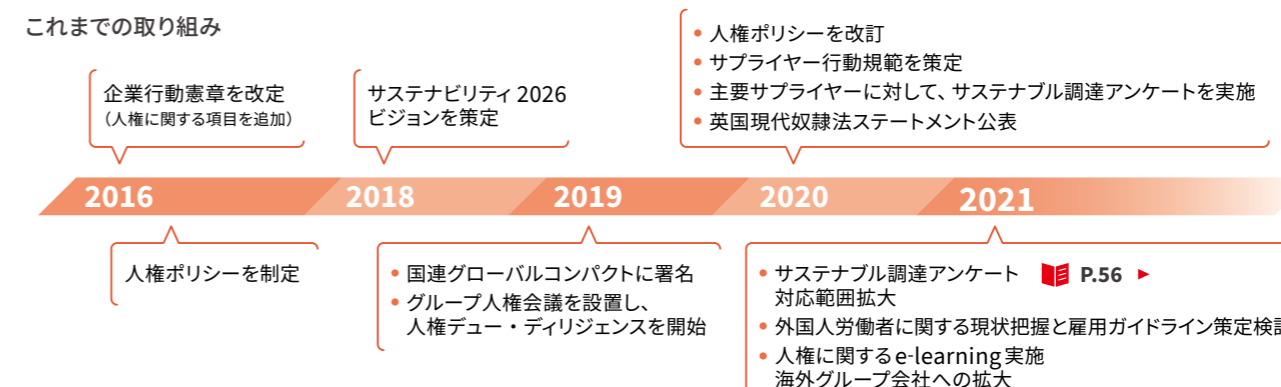 これまでの取り組み
企業行動憲章を改定
（人権に関する項目を追加）
サステナビリティ 2026
ビジョンを策定
• 人権ポリシーを改訂
• サプライヤー行動規範を策定
• 主要サプライヤーに対して、サステナブル調達アンケートを実施
• 英国現代奴隷法ステートメント公表
2016 2018 2019 2020 2021
人権ポリシーを制定
• 国連グローバルコンパクトに署名
• グループ人権会議を設置し、
人権デュー・ディリジェンスを開始
• サステナブル調達アンケート P.56 ▶
対応範囲拡大
• 外国人労働者に関する現状把握と雇用ガイドライン策定検討
• 人権に関するe-learning実施
海外グループ会社への拡大